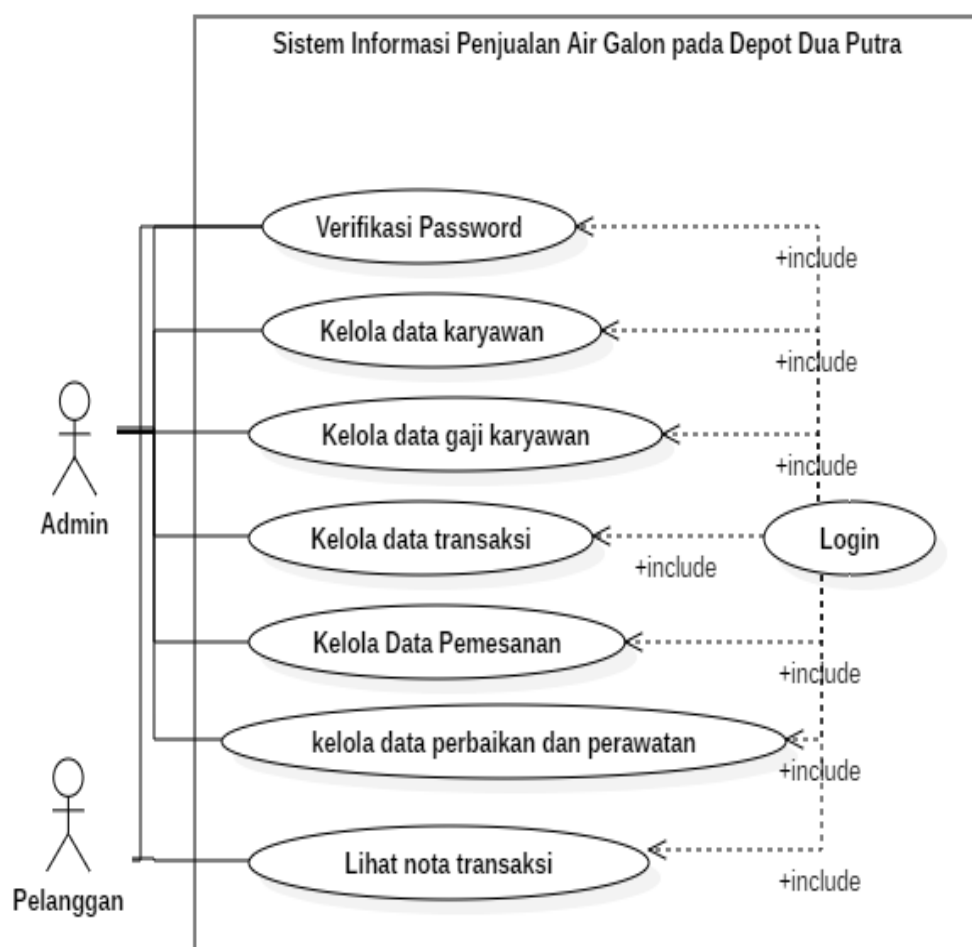 Sistem Informasi Penjualan Air Galon pada Depot Dua Putra
Verifikasi Password
+include
Kelola data karyawan
+include
Kelola data gaji karyawan
+include
Admin
Kelola data transaksi
Login
+include
Kelola Data Pemesanan
+include
kelola data perbaikan dan perawatan
+include
Lihat nota transaksi
+include
Pelanggan